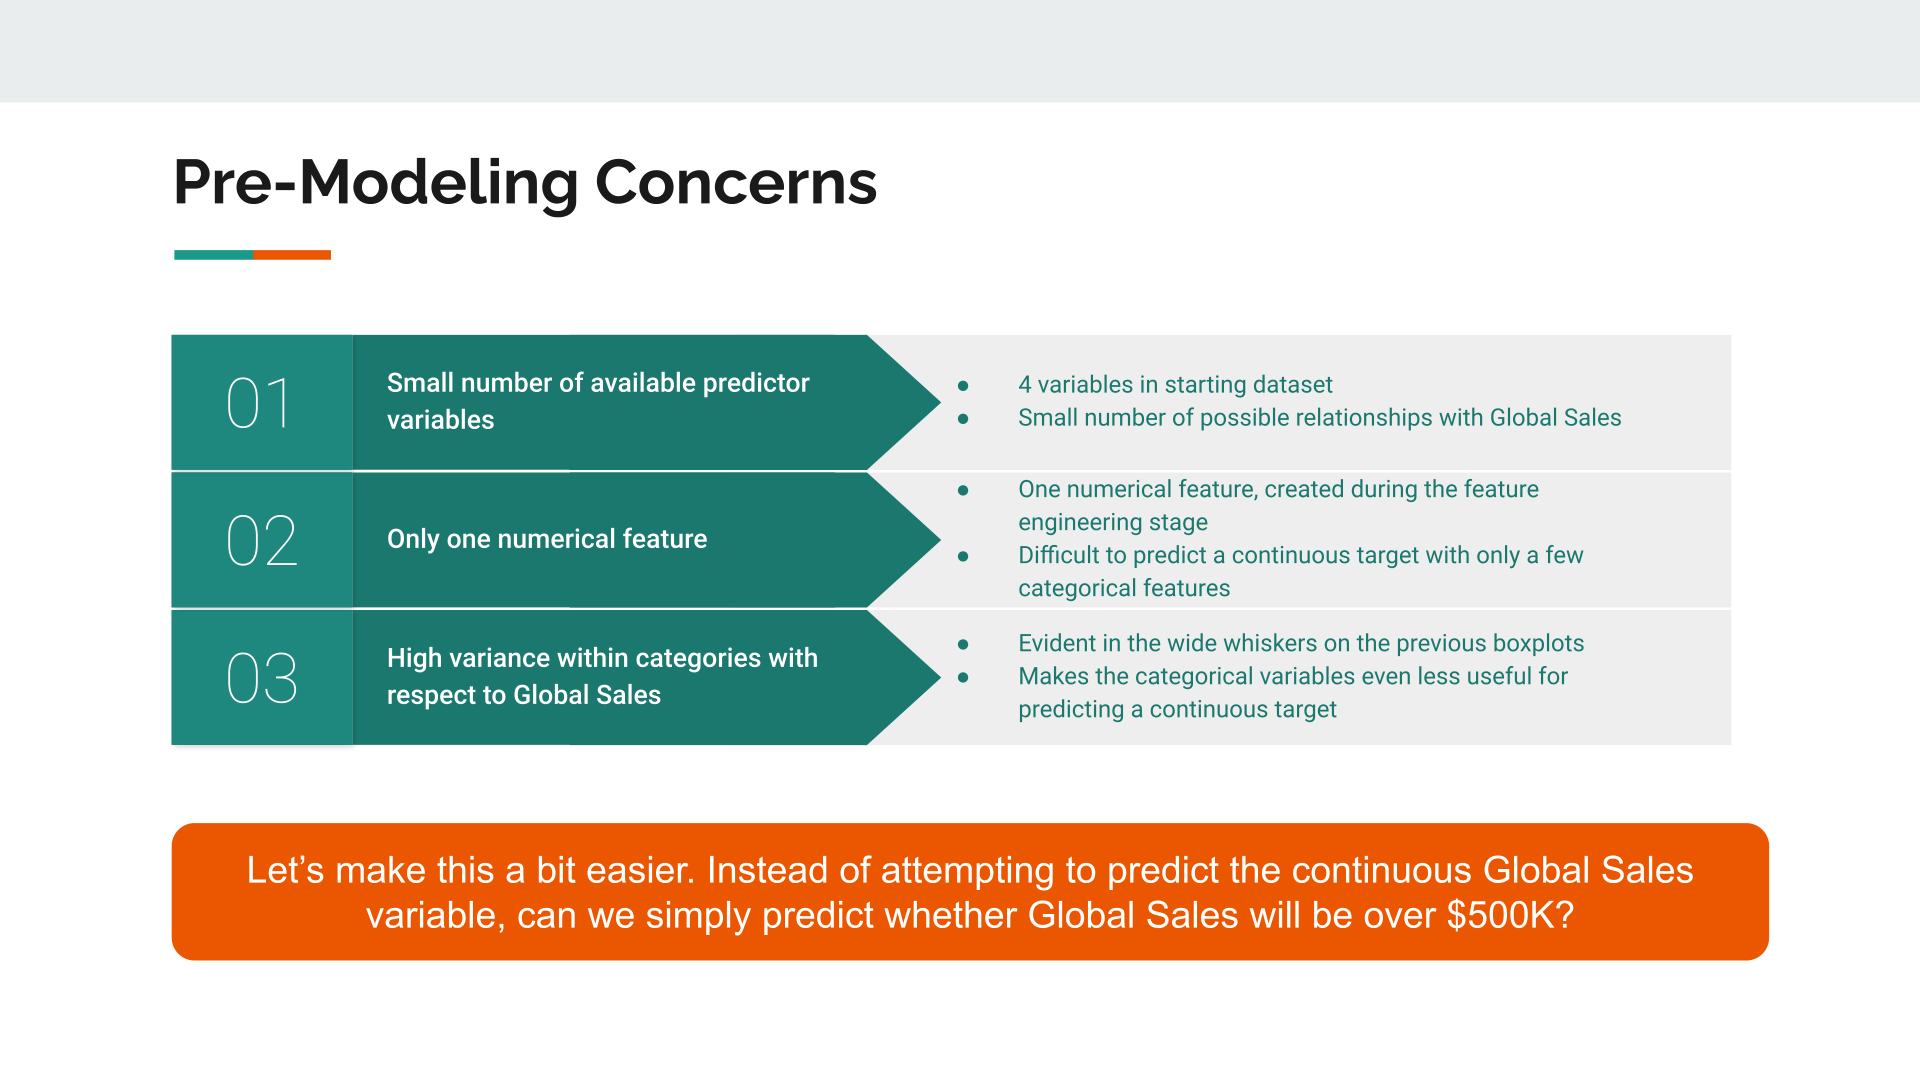 Pre-Modeling Concerns
01
Small number of available predictor
variables
● 4 variables in starting dataset
● Small number of possible relationships with Global Sales
02
Only one numerical feature
● One numerical feature, created during the feature
engineering stage
● Difficult to predict a continuous target with only a few
categorical features
03
High variance within categories with
respect to Global Sales
● Evident in the wide whiskers on the previous boxplots
● Makes the categorical variables even less useful for
predicting a continuous target
Let’s make this a bit easier. Instead of attempting to predict the continuous Global Sales
variable, can we simply predict whether Global Sales will be over $500K?